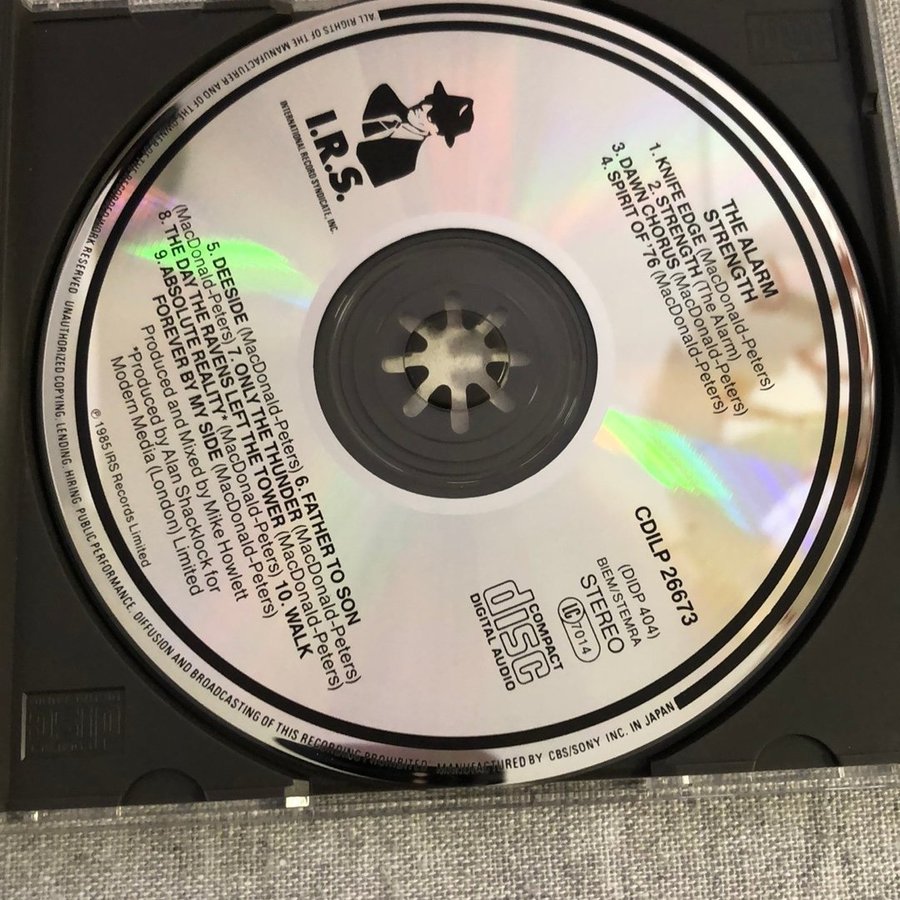 I.R.S.
INTERNATIONAL RECORD SYNDICATE, INC.
THE ALARM
STRENGTH
1. KNIFE EDGE (MacDonald-Peters)
2. STRENGTH (The Alarm)
3. DAWN CHORUS (MacDonald-Peters)
4. SPIRIT OF '76 (MacDonald-Peters)
5. DEESIDE (MacDonald-Peters) 6. FATHER TO SON
(MacDonald-Peters) 7. ONLY THE THUNDER (MacDonald-Peters)
8. THE DAY THE RAVENS LEFT THE TOWER (MacDonald-Peters)
9. ABSOLUTE REALITY* (MacDonald-Peters) 10. WALK
FOREVER BY MY SIDE (MacDonald-Peters)
Produced and Mixed by Mike Howlett
*Produced by Alan Shacklock for
Modern Media (London) Limited
℗ 1985 IRS Records Limited
CDILP 26673
(DIDP 404)
BIEM/STEMRA
STEREO
LC 7014
COMPACT
disc
DIGITAL AUDIO
ALL RIGHTS OF THE MANUFACTURER AND OF THE OWNER OF THE RECORDED WORK RESERVED. UNAUTHORIZED COPYING, LENDING, HIRING, PUBLIC PERFORMANCE, DIFFUSION AND BROADCASTING OF THIS RECORDING PROHIBITED. MANUFACTURED BY CBS/SONY INC. IN JAPAN